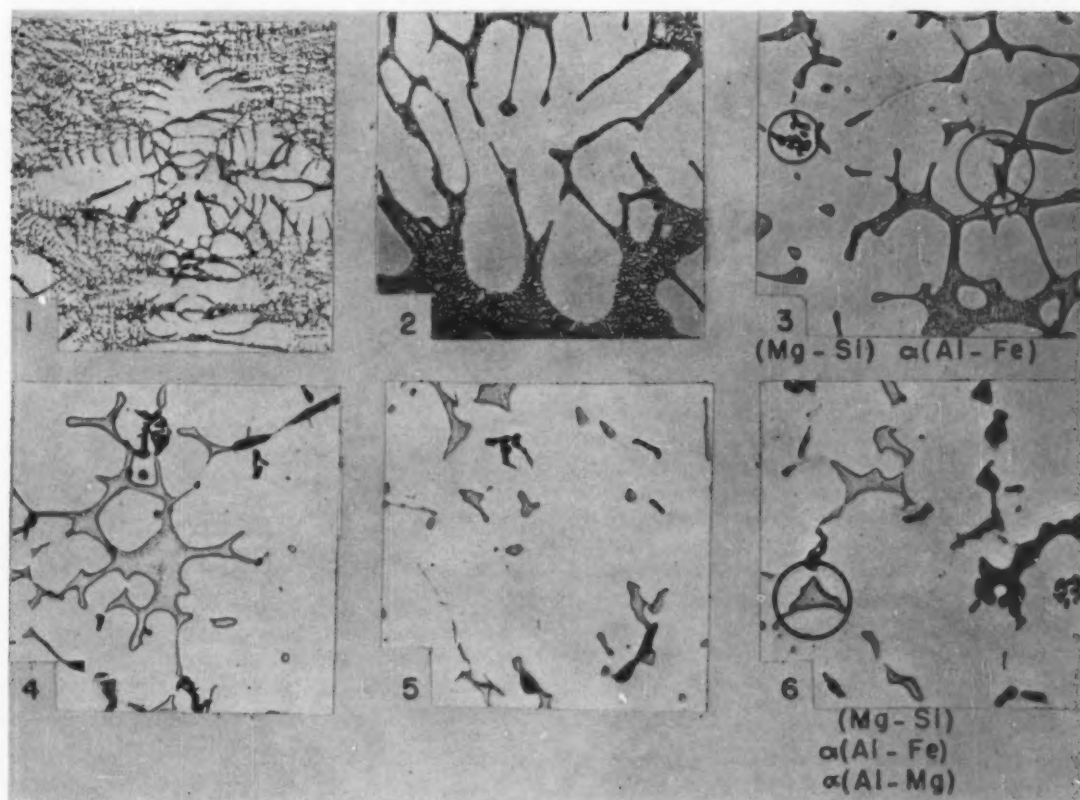 1
2
3
(Mg-Si) α(Al-Fe)
4
5
6
(Mg-Si)
α(Al-Fe)
α(Al-Mg)